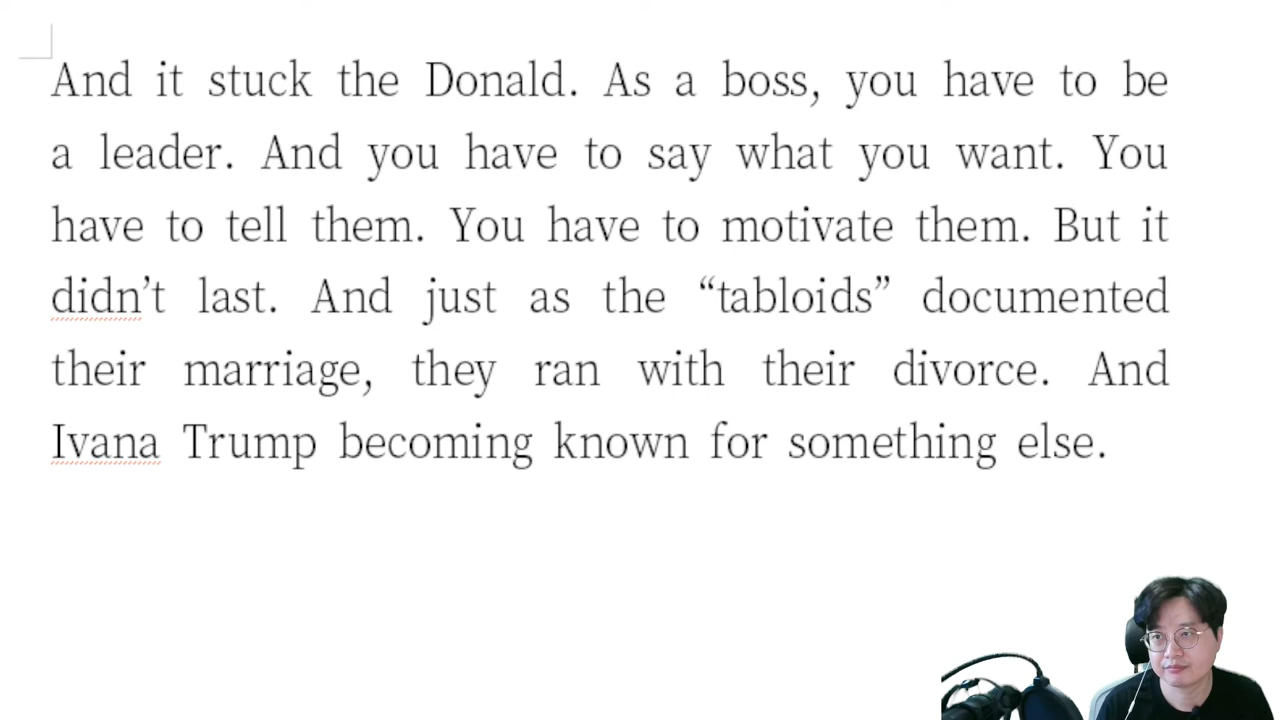 And it stuck the Donald. As a boss, you have to be
a leader. And you have to say what you want. You
have to tell them. You have to motivate them. But it
didn’t last. And just as the “tabloids” documented
their marriage, they ran with their divorce. And
Ivana Trump becoming known for something else.